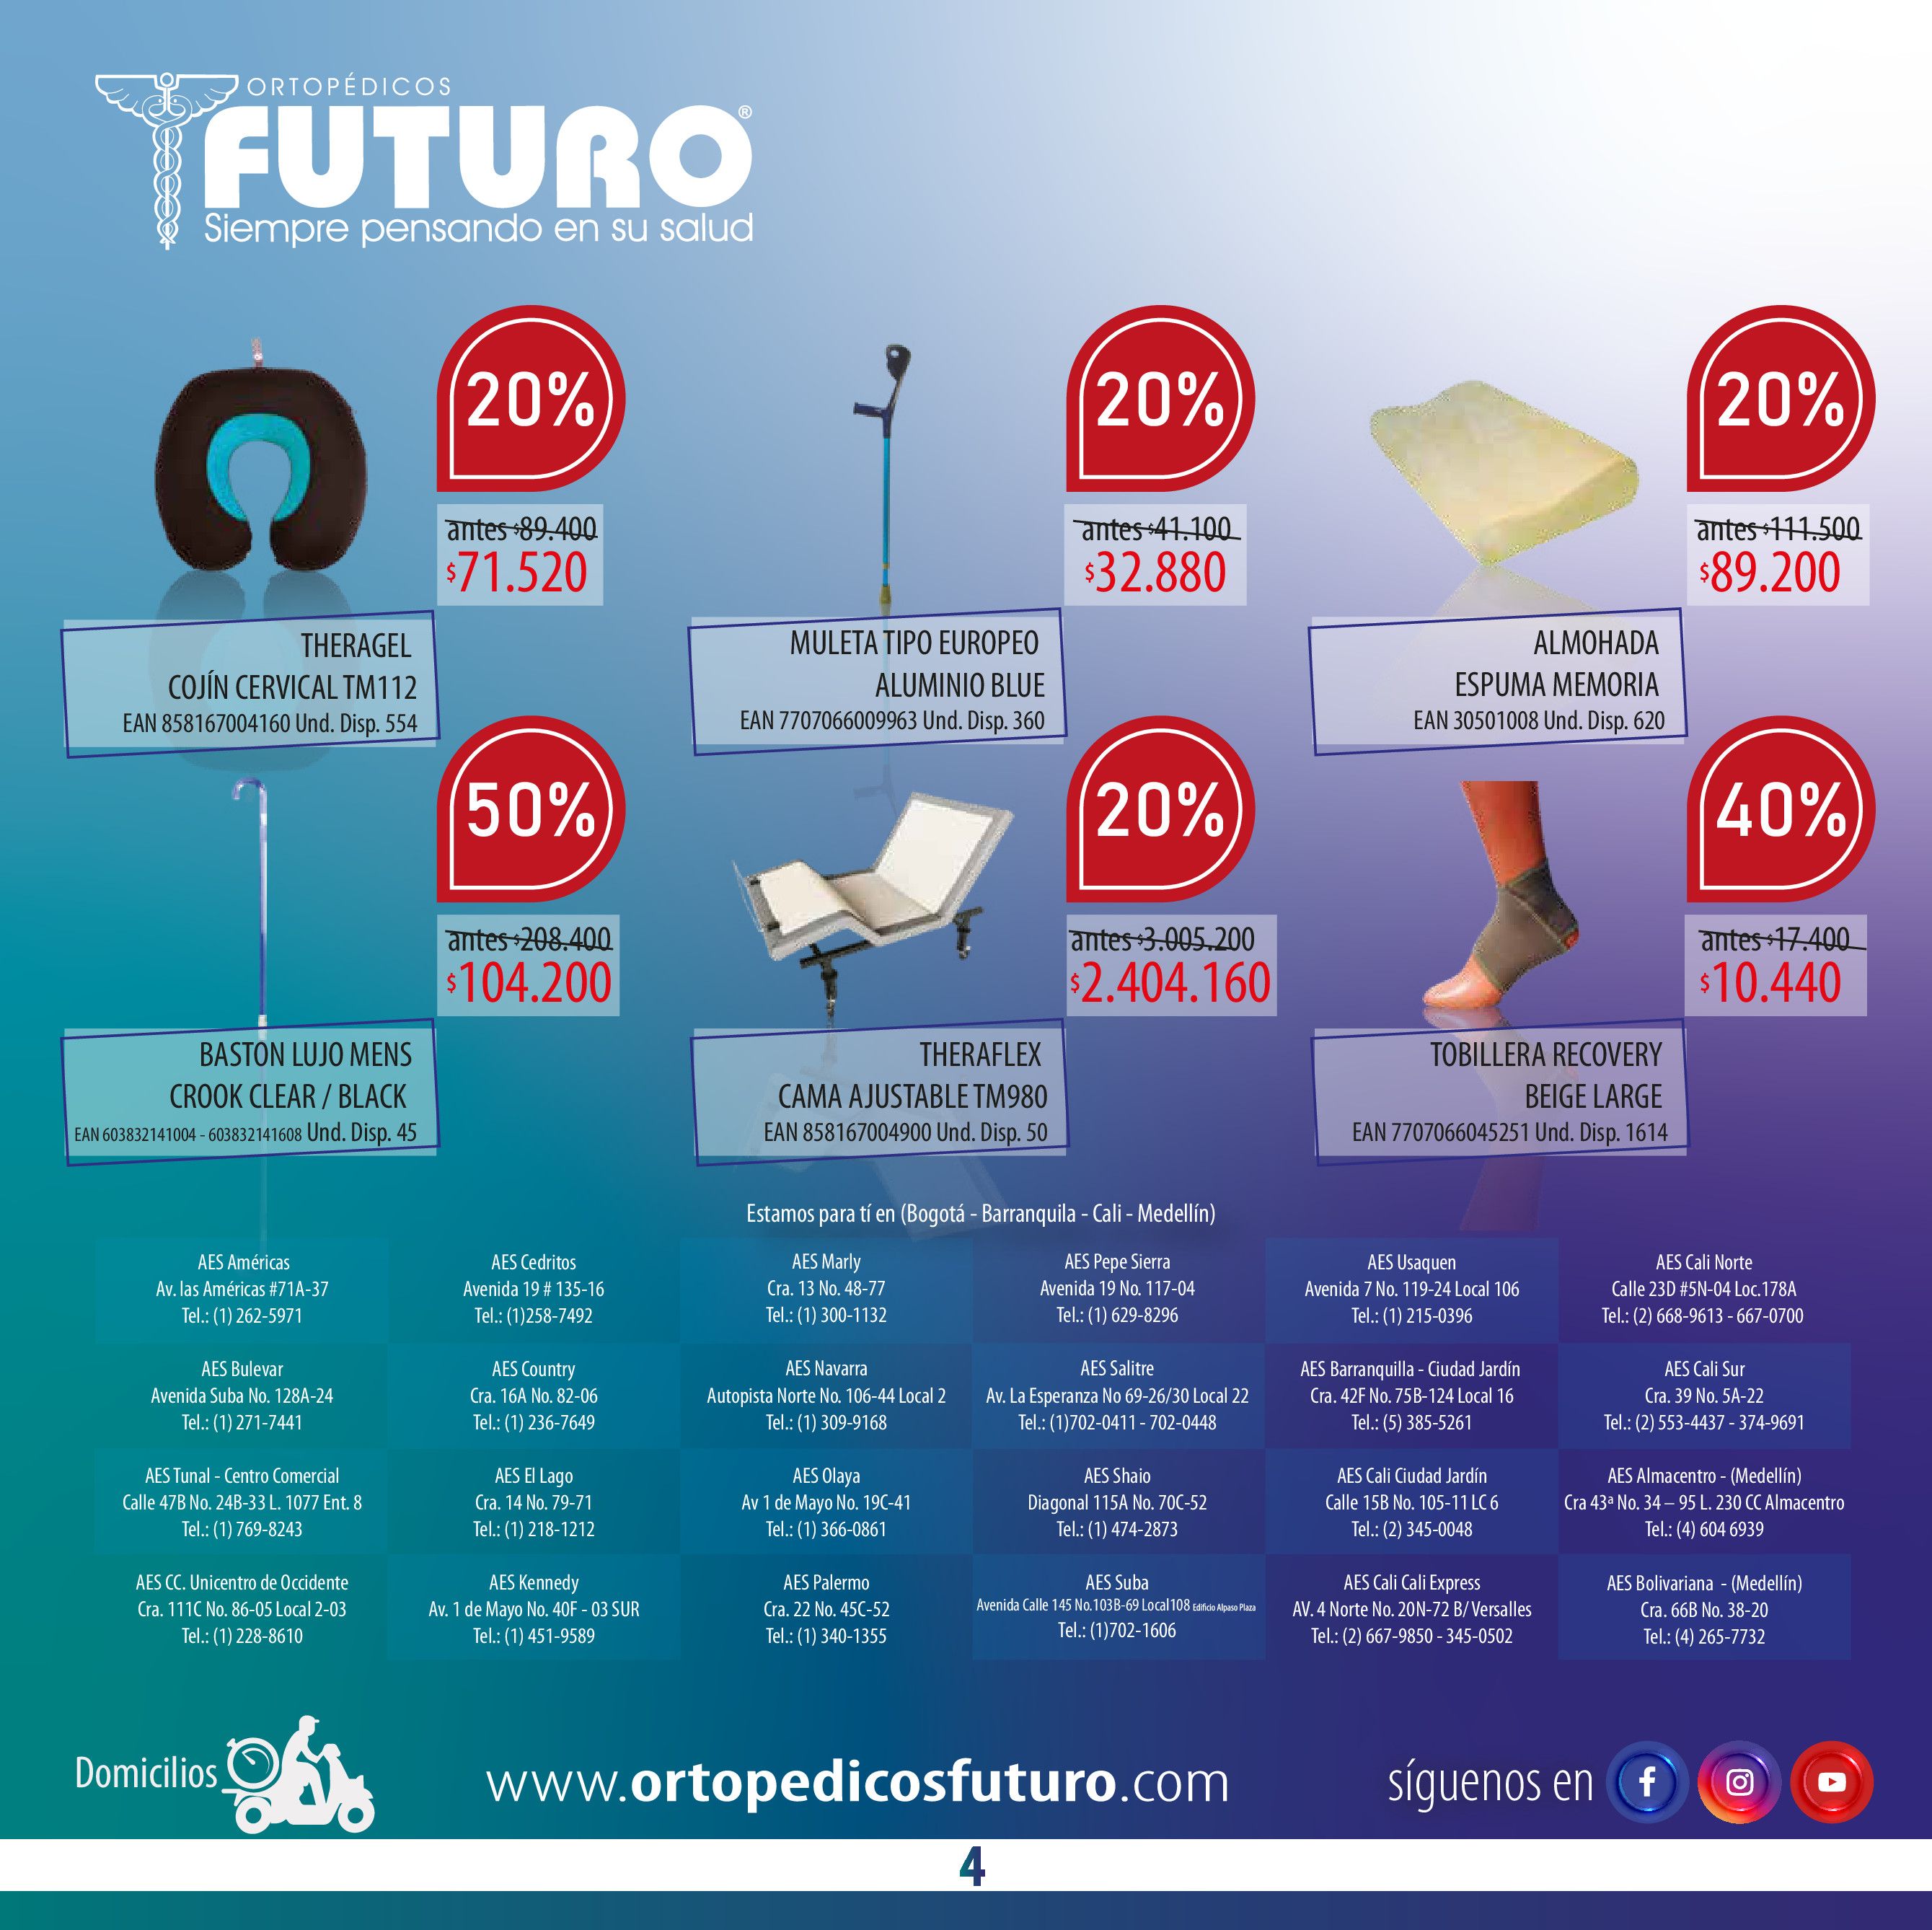 ORTOPÉDICOS
FUTURO®
Siempre pensando en su salud
20%
antes $89.400
$71.520
THERAGEL
COJÍN CERVICAL TM112
EAN 858167004160 Und. Disp. 554
20%
antes $41.100
$32.880
MULETA TIPO EUROPEO
ALUMINIO BLUE
EAN 7707066009963 Und. Disp. 360
20%
antes $111.500
$89.200
ALMOHADA
ESPUMA MEMORIA
EAN 30501008 Und. Disp. 620
50%
antes $208.400
$104.200
BASTON LUJO MENS
CROOK CLEAR / BLACK
EAN 603832141004 - 603832141608 Und. Disp. 45
20%
antes $3.005.200
$2.404.160
THERAFLEX
CAMA AJUSTABLE TM980
EAN 858167004900 Und. Disp. 50
40%
antes $17.400
$10.440
TOBILLERA RECOVERY
BEIGE LARGE
EAN 7707066045251 Und. Disp. 1614
Estamos para tí en (Bogotá - Barranquila - Cali - Medellín)
AES Américas
Av. las Américas #71A-37
Tel.: (1) 262-5971
AES Cedritos
Avenida 19 # 135-16
Tel.: (1)258-7492
AES Marly
Cra. 13 No. 48-77
Tel.: (1) 300-1132
AES Pepe Sierra
Avenida 19 No. 117-04
Tel.: (1) 629-8296
AES Usaquen
Avenida 7 No. 119-24 Local 106
Tel.: (1) 215-0396
AES Cali Norte
Calle 23D #5N-04 Loc.178A
Tel.: (2) 668-9613 - 667-0700
AES Bulevar
Avenida Suba No. 128A-24
Tel.: (1) 271-7441
AES Country
Cra. 16A No. 82-06
Tel.: (1) 236-7649
AES Navarra
Autopista Norte No. 106-44 Local 2
Tel.: (1) 309-9168
AES Salitre
Av. La Esperanza No 69-26/30 Local 22
Tel.: (1)702-0411 - 702-0448
AES Barranquilla - Ciudad Jardín
Cra. 42F No. 75B-124 Local 16
Tel.: (5) 385-5261
AES Cali Sur
Cra. 39 No. 5A-22
Tel.: (2) 553-4437 - 374-9691
AES Tunal - Centro Comercial
Calle 47B No. 24B-33 L. 1077 Ent. 8
Tel.: (1) 769-8243
AES El Lago
Cra. 14 No. 79-71
Tel.: (1) 218-1212
AES Olaya
Av 1 de Mayo No. 19C-41
Tel.: (1) 366-0861
AES Shaio
Diagonal 115A No. 70C-52
Tel.: (1) 474-2873
AES Cali Ciudad Jardín
Calle 15B No. 105-11 LC 6
Tel.: (2) 345-0048
AES Almacentro - (Medellín)
Cra 43ª No. 34 – 95 L. 230 CC Almacentro
Tel.: (4) 604 6939
AES CC. Unicentro de Occidente
Cra. 111C No. 86-05 Local 2-03
Tel.: (1) 228-8610
AES Kennedy
Av. 1 de Mayo No. 40F - 03 SUR
Tel.: (1) 451-9589
AES Palermo
Cra. 22 No. 45C-52
Tel.: (1) 340-1355
AES Suba
Avenida Calle 145 No.103B-69 Local108 Edificio Alpaso Plaza
Tel.: (1)702-1606
AES Cali Cali Express
AV. 4 Norte No. 20N-72 B/ Versalles
Tel.: (2) 667-9850 - 345-0502
AES Bolivariana - (Medellín)
Cra. 66B No. 38-20
Tel.: (4) 265-7732
Domicilios
www.ortopedicosfuturo.com
síguenos en
4